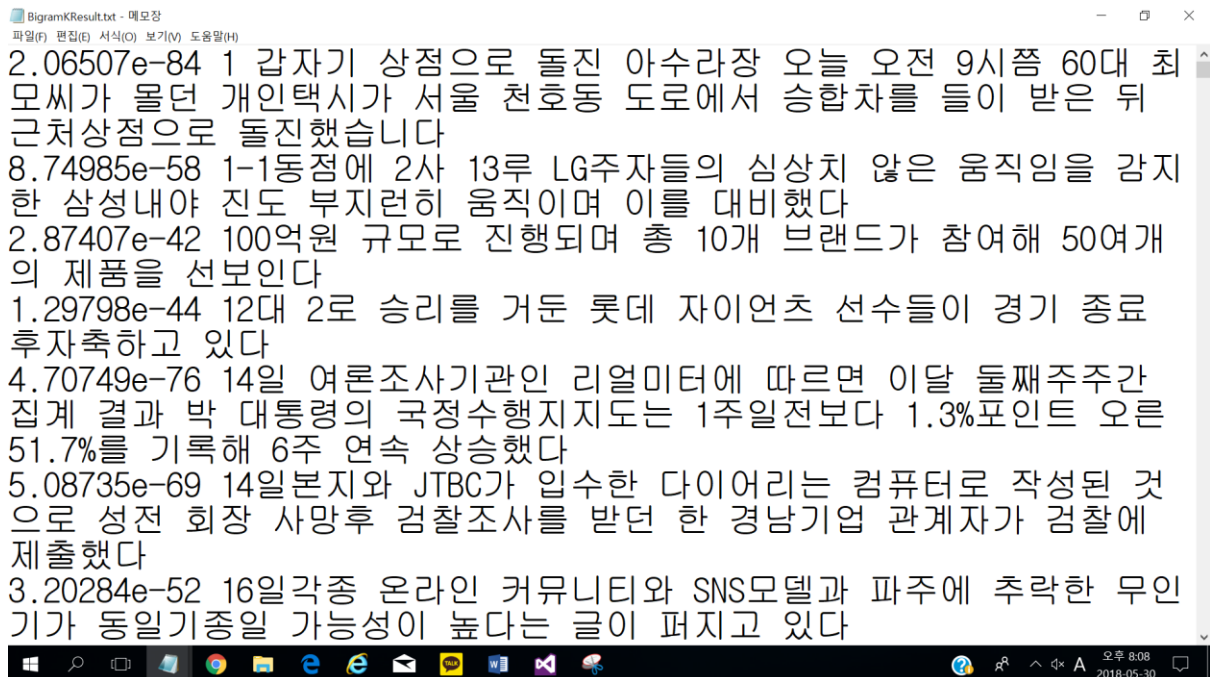 BigramKResult.txt - 메모장
파일(F) 편집(E) 서식(O) 보기(V) 도움말(H)
2.06507e-84 1 갑자기 상점으로 돌진 아수라장 오늘 오전 9시쯤 60대 최
모씨가 몰던 개인택시가 서울 천호동 도로에서 승합차를 들이 받은 뒤
근처상점으로 돌진했습니다
8.74985e-58 1-1동점에 2사 13루 LG주자들의 심상치 않은 움직임을 감지
한 삼성내야 진도 부지런히 움직이며 이를 대비했다
2.87407e-42 100억원 규모로 진행되며 총 10개 브랜드가 참여해 50여개
의 제품을 선보인다
1.29798e-44 12대 2로 승리를 거둔 롯데 자이언츠 선수들이 경기 종료
후자축하고 있다
4.70749e-76 14일 여론조사기관인 리얼미터에 따르면 이달 둘째주주간
집계 결과 박 대통령의 국정수행지지도는 1주일전보다 1.3%포인트 오른
51.7%를 기록해 6주 연속 상승했다
5.08735e-69 14일본지와 JTBC가 입수한 다이어리는 컴퓨터로 작성된 것
으로 성전 회장 사망후 검찰조사를 받던 한 경남기업 관계자가 검찰에
제출했다
3.20284e-52 16일각종 온라인 커뮤니티와 SNS모델과 파주에 추락한 무인
기가 동일기종일 가능성이 높다는 글이 퍼지고 있다
TALK
A 오후 8:08
2018-05-30